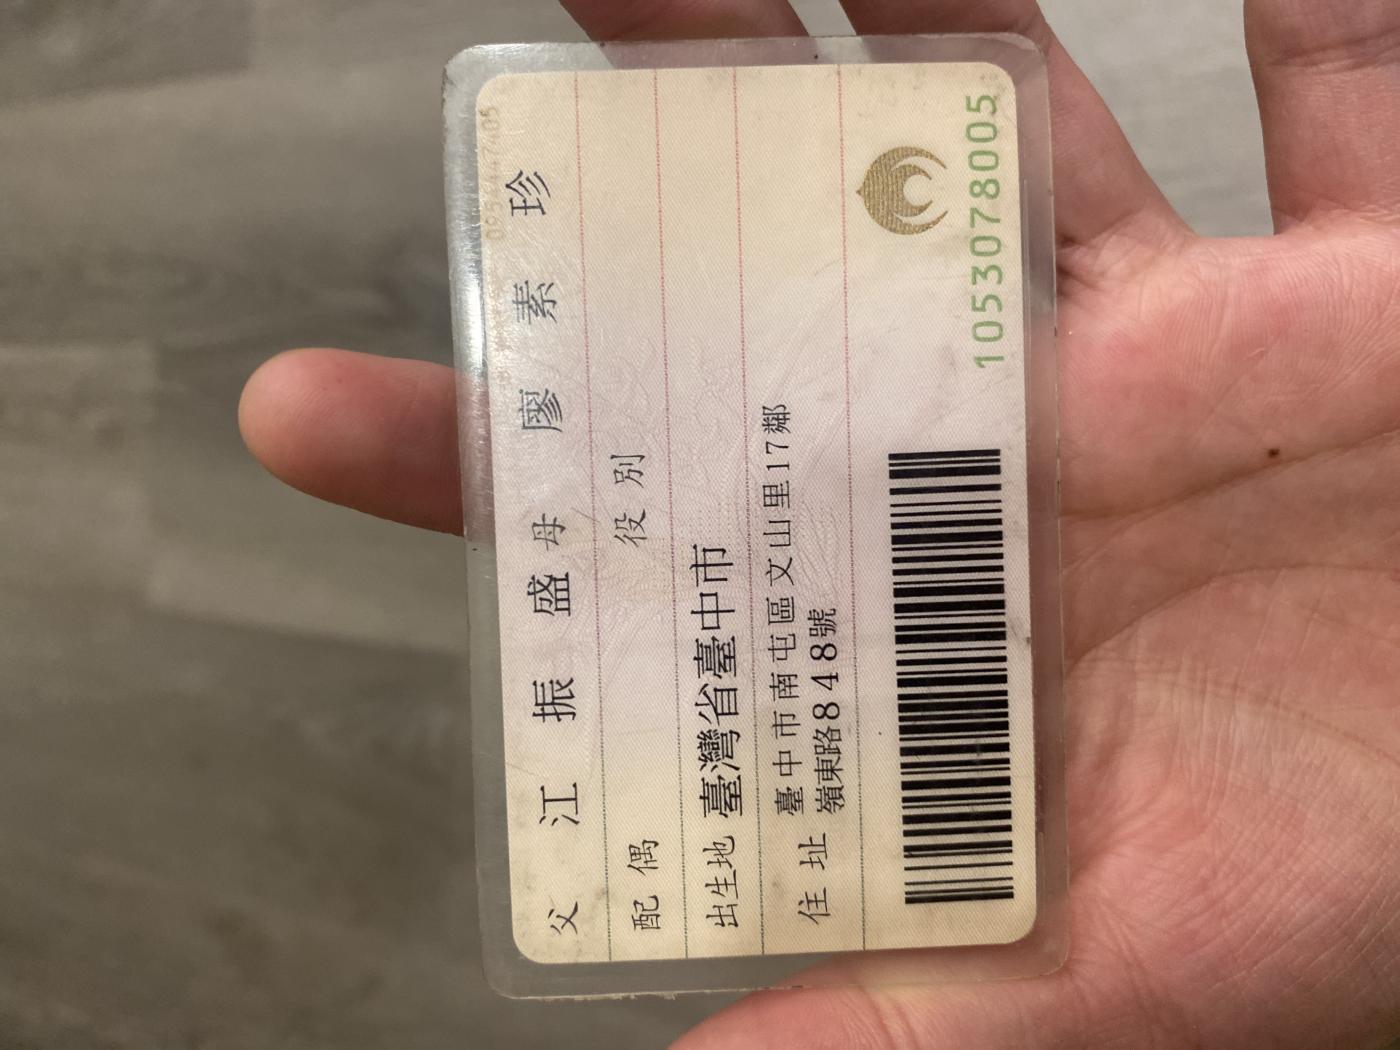 父 江振盛 母 廖素珍
配偶 役別
出生地 臺灣省臺中市
住址 臺中市南屯區文山里17鄰
嶺東路848號
1053078005